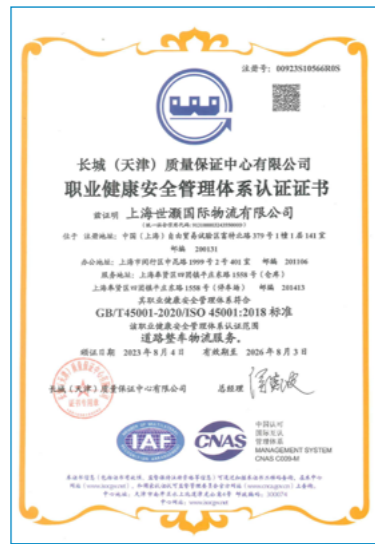 注册号：00923S10566R0S
长城（天津）质量保证中心有限公司
职业健康安全管理体系认证证书
兹证明 上海世灏国际物流有限公司
位于 注册地址：中国（上海）自由贸易试验区富特北路379号1幢1层141室
邮编 200131
办公地址：上海市闵行区申昆路1999号2号401室 邮编 201106
服务地址：上海奉贤区四团镇平庄东路1558号（仓库）
上海奉贤区四团镇平庄东路1558号（停车场） 邮编 201413
其职业健康安全管理体系符合
GB/T45001-2020/ISO 45001:2018 标准
该职业健康安全管理体系认证范围
道路整车物流服务。
颁证日期 2023年8月4日 有效期至 2026年8月3日
长城（天津）质量保证中心有限公司 总经理
IAF
CNAS
中国认可
国际互认
管理体系
MANAGEMENT SYSTEM
CNAS C009-M